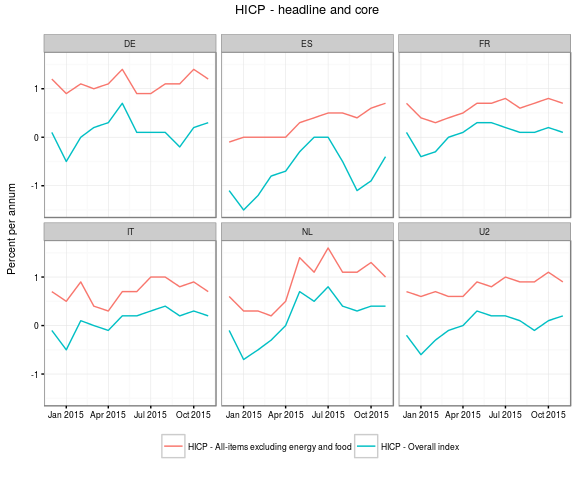 HICP - headline and core
DE ES FR
1
0
-1
IT NL U2
1
0
-1
Percent per annum
Jan 2015 Apr 2015 Jul 2015 Oct 2015 Jan 2015 Apr 2015 Jul 2015 Oct 2015 Jan 2015 Apr 2015 Jul 2015 Oct 2015
HICP - All-items excluding energy and food HICP - Overall index